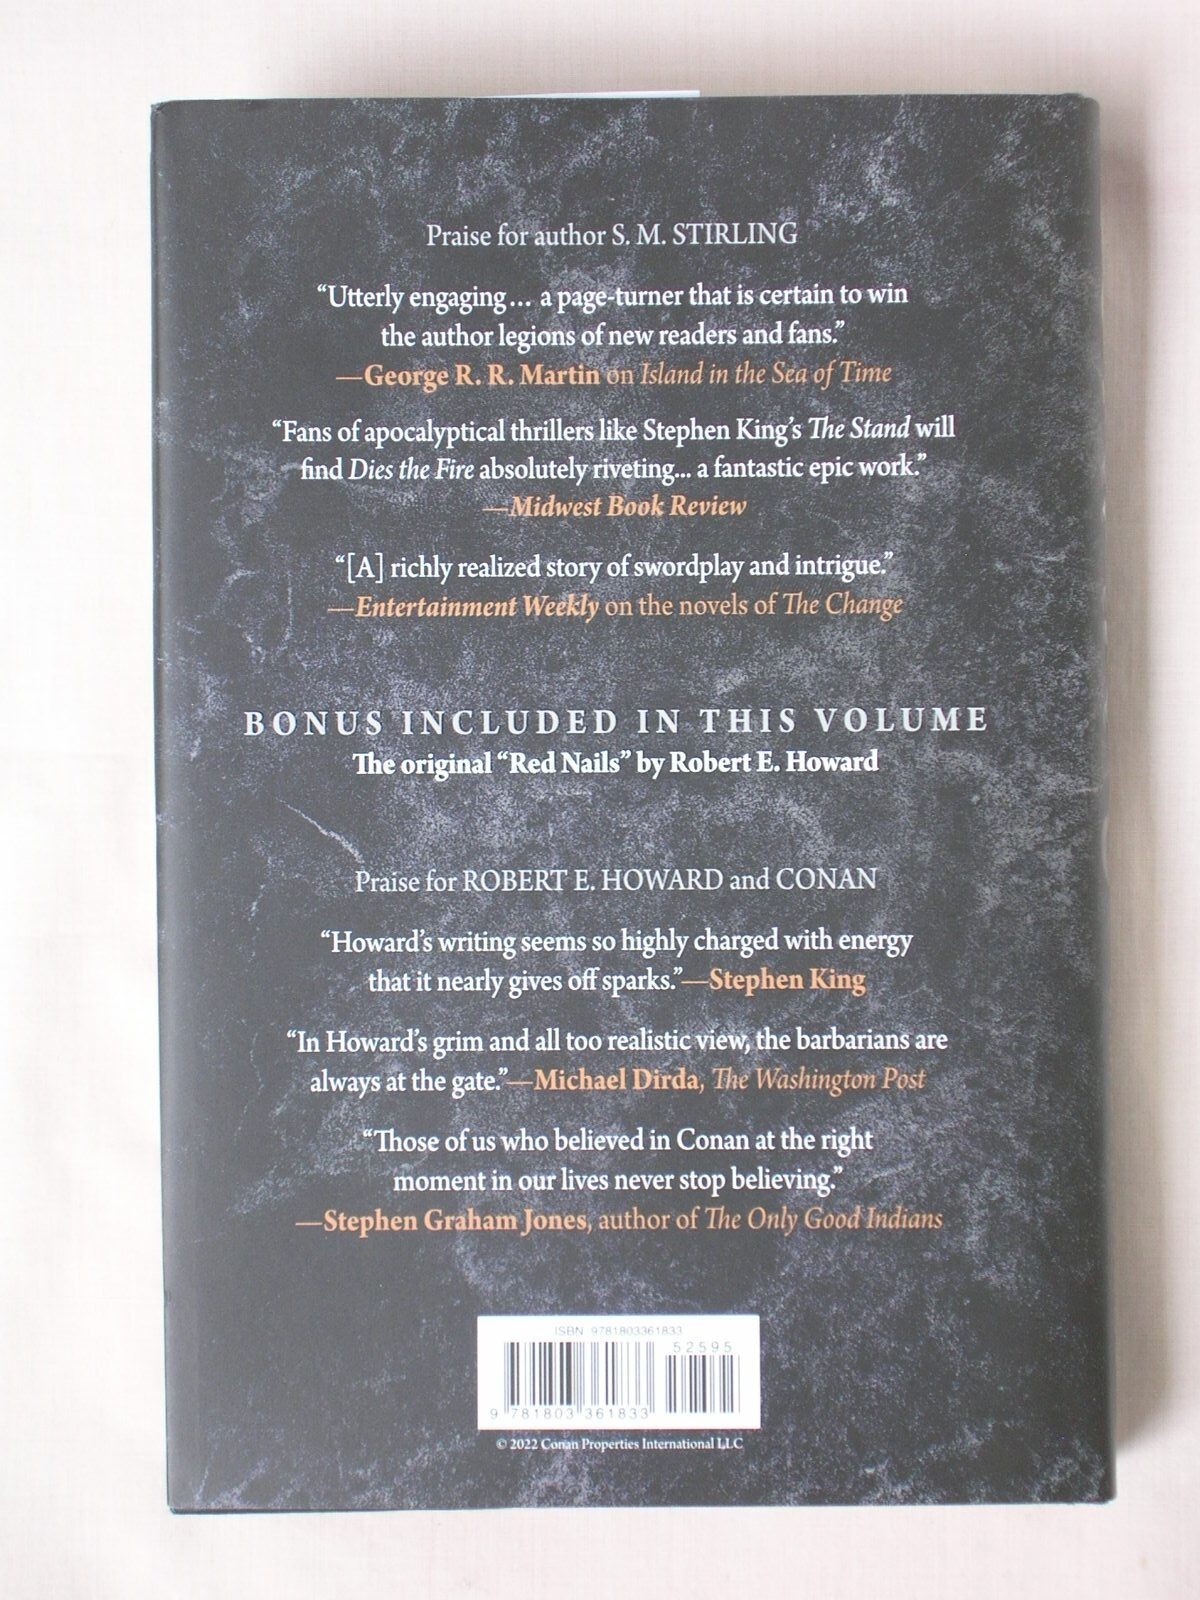 Praise for author S. M. STIRLING
“Utterly engaging… a page-turner that is certain to win
the author legions of new readers and fans.”
—George R. R. Martin on Island in the Sea of Time
“Fans of apocalyptical thrillers like Stephen King’s The Stand will
find Dies the Fire absolutely riveting... a fantastic epic work.”
—Midwest Book Review
“[A] richly realized story of swordplay and intrigue.”
—Entertainment Weekly on the novels of The Change
BONUS INCLUDED IN THIS VOLUME
The original “Red Nails” by Robert E. Howard
Praise for ROBERT E. HOWARD and CONAN
“Howard’s writing seems so highly charged with energy
that it nearly gives off sparks.”—Stephen King
“In Howard’s grim and all too realistic view, the barbarians are
always at the gate.”—Michael Dirda, The Washington Post
“Those of us who believed in Conan at the right
moment in our lives never stop believing.”
—Stephen Graham Jones, author of The Only Good Indians
ISBN 9781803361833
52595
9 781803 361833
© 2022 Conan Properties International LLC